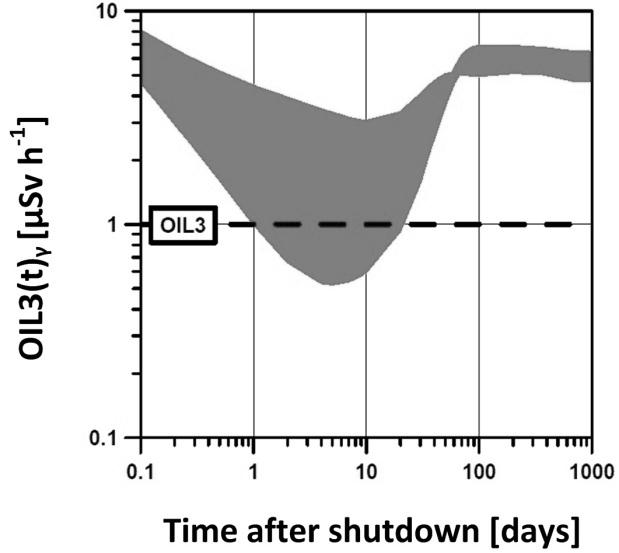 OIL3(t)γ [µSv h-1]
10
1
0.1
OIL3
0.1 1 10 100 1000
Time after shutdown [days]